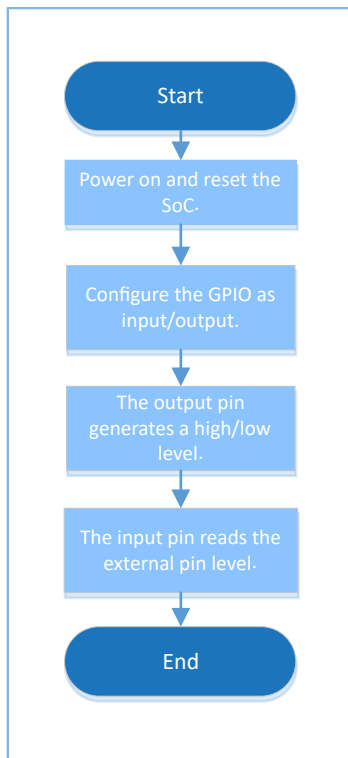 Start
Power on and reset the
SoC.
Configure the GPIO as
input/output.
The output pin
generates a high/low
level.
The input pin reads the
external pin level.
End